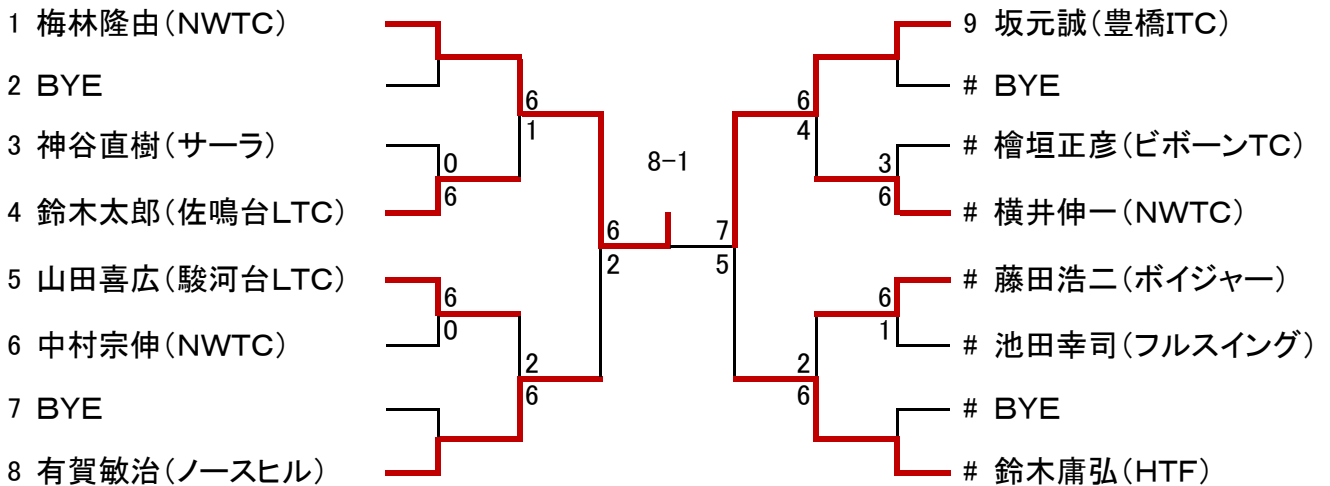 1 梅林隆由(NWTC)
2 BYE
3 神谷直樹(サーラ)
4 鈴木太郎(佐鳴台LTC)
5 山田喜広(駿河台LTC)
6 中村宗伸(NWTC)
7 BYE
8 有賀敏治(ノースヒル)
0
6
6
0
6
1
2
6
6
2
8-1
7
5
6
4
2
6
3
6
6
1
9 坂元誠(豊橋ITC)
# BYE
# 檜垣正彦(ビボーンTC)
# 横井伸一(NWTC)
# 藤田浩二(ボイジャー)
# 池田幸司(フルスイング)
# BYE
# 鈴木庸弘(HTF)